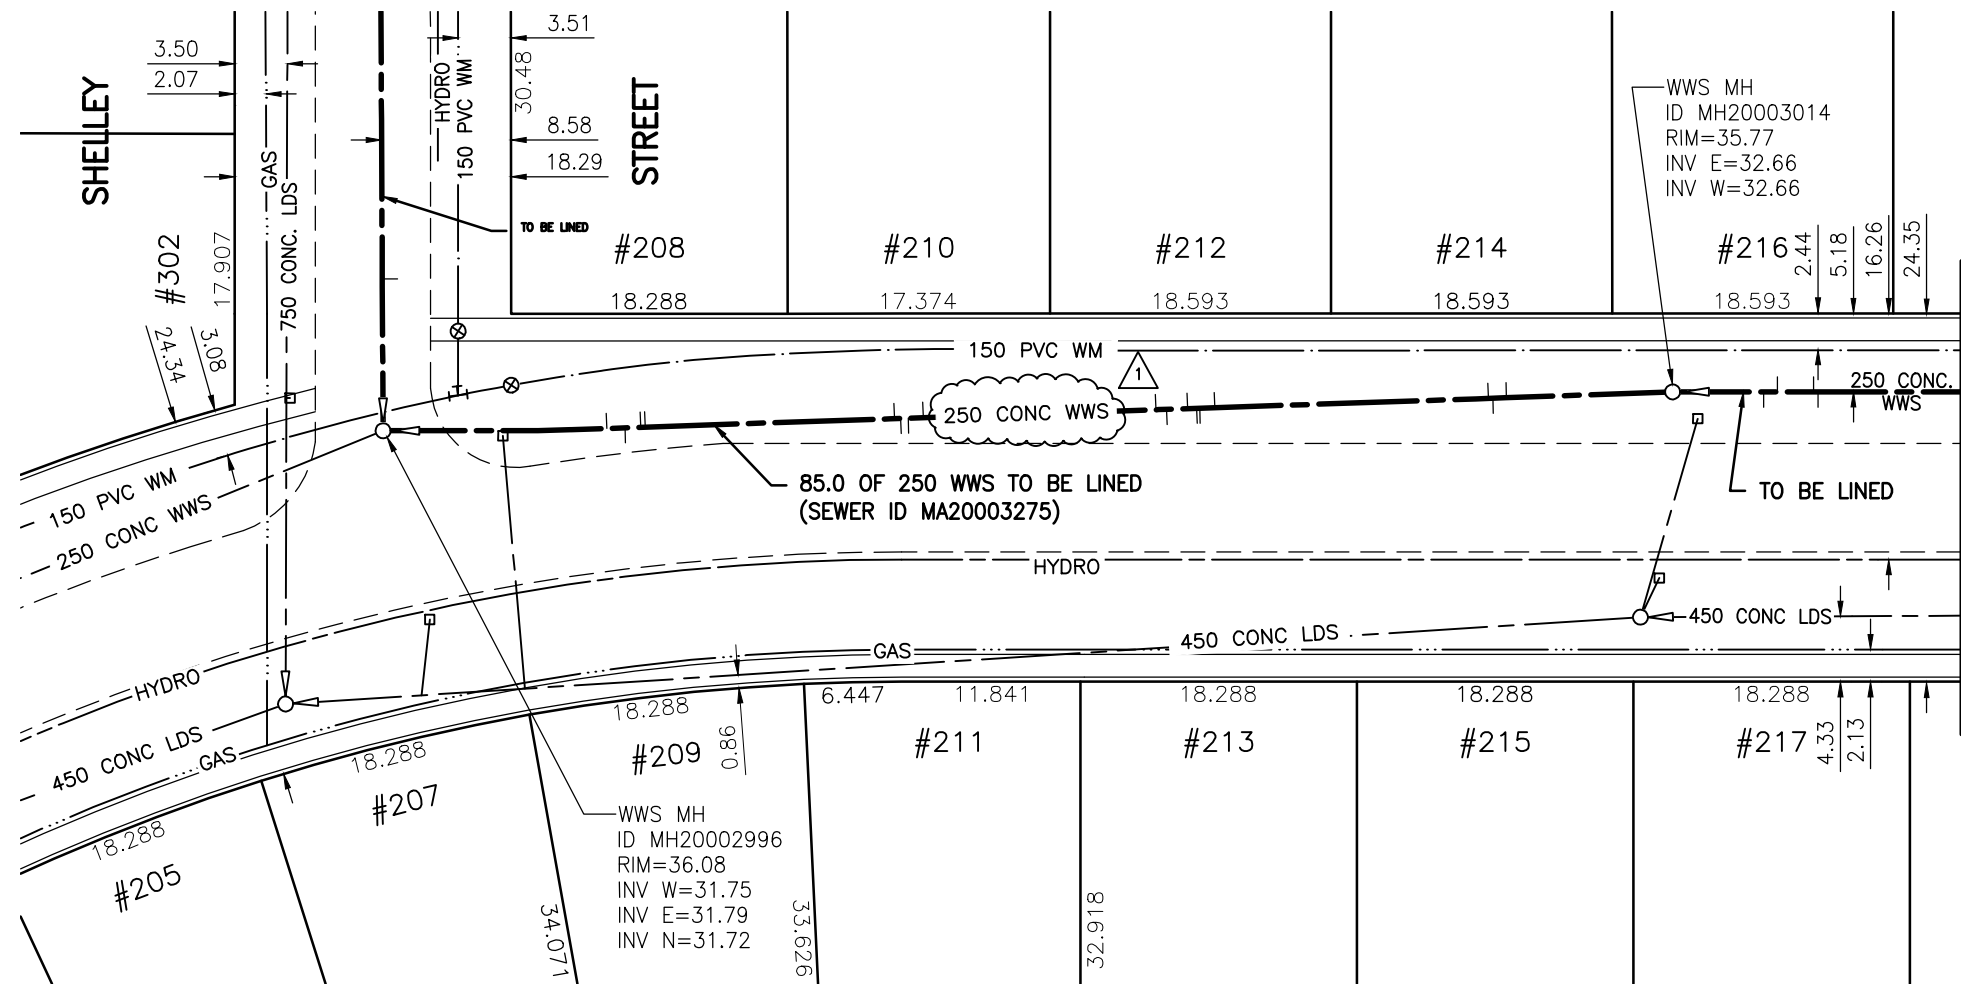 3.50
2.07
SHELLEY
#302
17.907
24.34
3.08
GAS
750 CONC. LDS
HYDRO
150 PVC WM
30.48
3.51
8.58
18.29
STREET
TO BE LINED
#208
18.288
#210
17.374
#212
18.593
#214
18.593
#216
18.593
WWS MH
ID MH20003014
RIM=35.77
INV E=32.66
INV W=32.66
2.44
5.18
16.26
24.35
150 PVC WM
1
250 CONC WWS
250 CONC.
WWS
85.0 OF 250 WWS TO BE LINED
(SEWER ID MA20003275)
TO BE LINED
150 PVC WM
250 CONC WWS
HYDRO
HYDRO
450 CONC LDS
GAS
GAS
450 CONC LDS
450 CONC LDS
18.288
#205
18.288
#207
18.288
#209
0.86
6.447
11.841
#211
18.288
#213
18.288
#215
18.288
#217
4.33
2.13
WWS MH
ID MH20002996
RIM=36.08
INV W=31.75
INV E=31.79
INV N=31.72
34.071
33.626
32.918